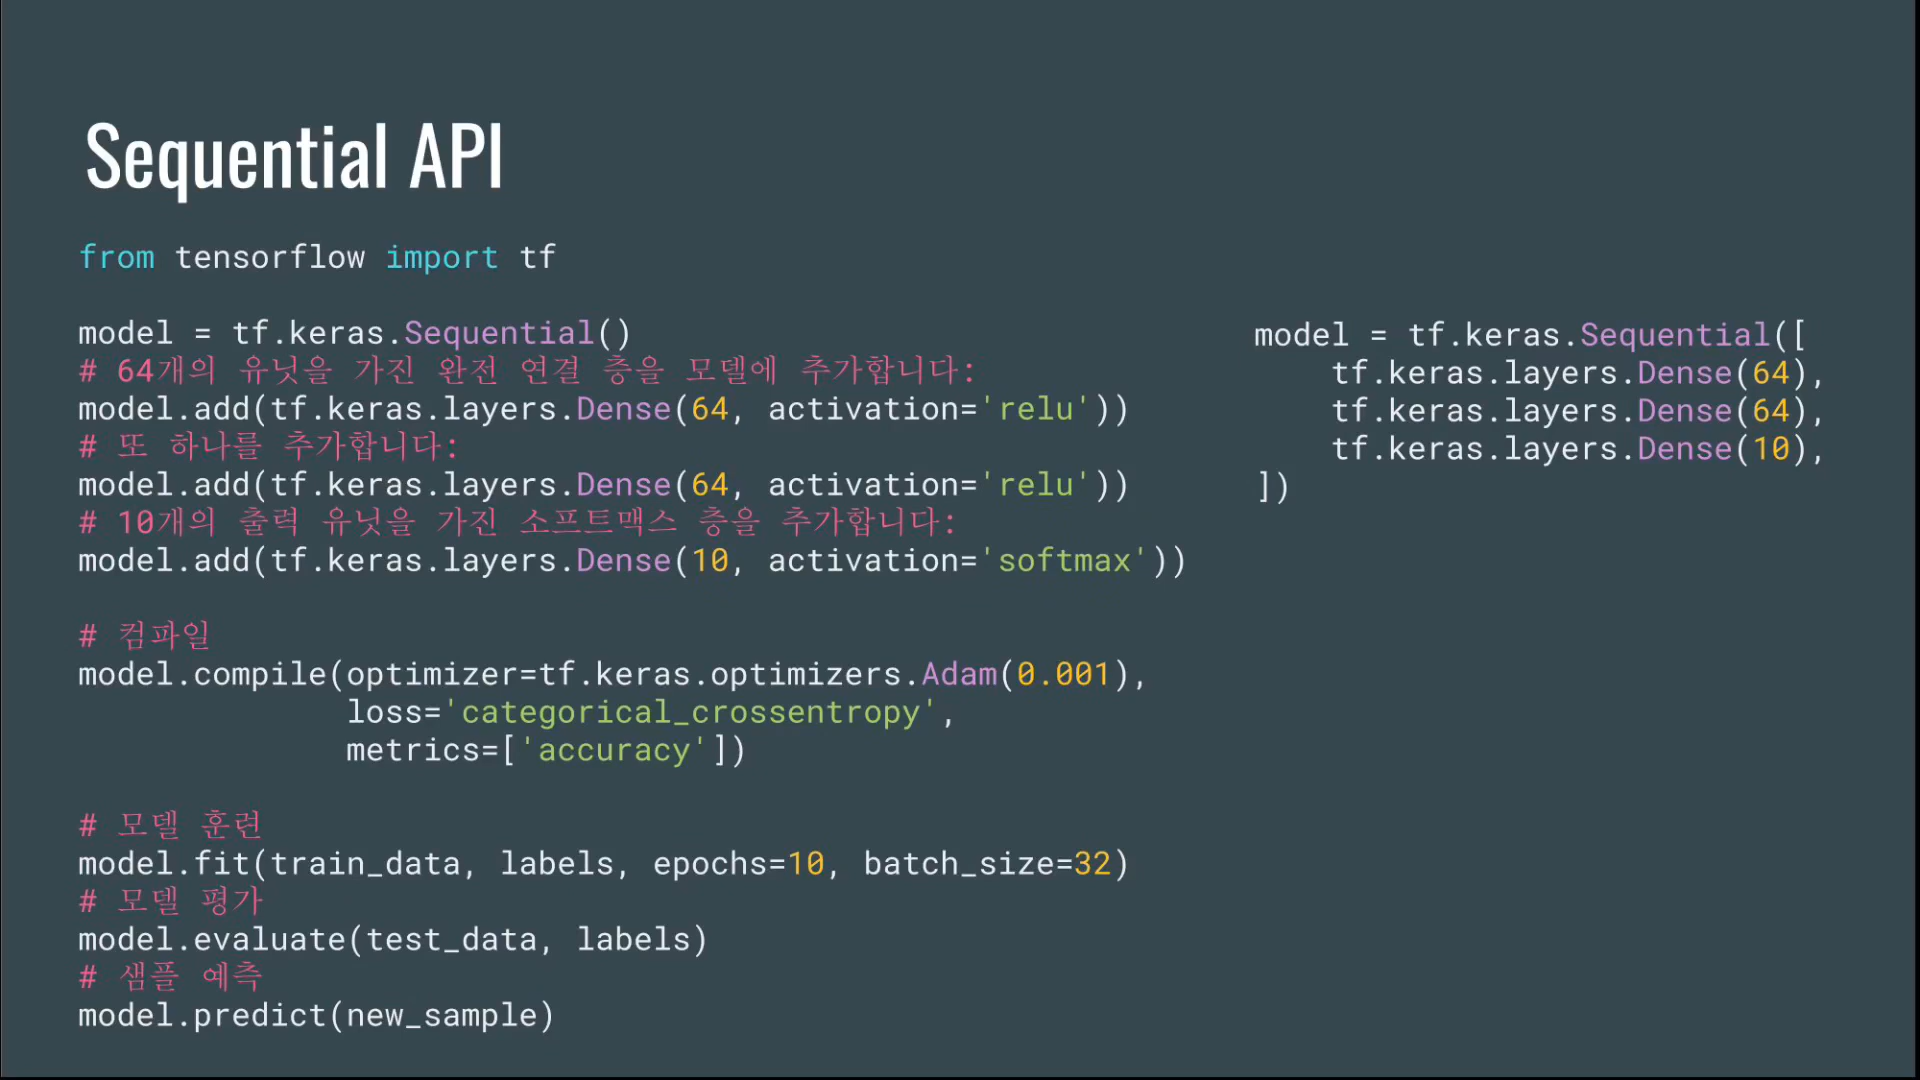 Sequential API
from tensorflow import tf
model = tf.keras.Sequential()
# 64개의 유닛을 가진 완전 연결 층을 모델에 추가합니다:
model.add(tf.keras.layers.Dense(64, activation='relu'))
# 또 하나를 추가합니다:
model.add(tf.keras.layers.Dense(64, activation='relu'))
# 10개의 출력 유닛을 가진 소프트맥스 층을 추가합니다:
model.add(tf.keras.layers.Dense(10, activation='softmax'))
# 컴파일
model.compile(optimizer=tf.keras.optimizers.Adam(0.001),
loss='categorical_crossentropy',
metrics=['accuracy'])
# 모델 훈련
model.fit(train_data, labels, epochs=10, batch_size=32)
# 모델 평가
model.evaluate(test_data, labels)
# 샘플 예측
model.predict(new_sample)
model = tf.keras.Sequential([
tf.keras.layers.Dense(64),
tf.keras.layers.Dense(64),
tf.keras.layers.Dense(10),
])